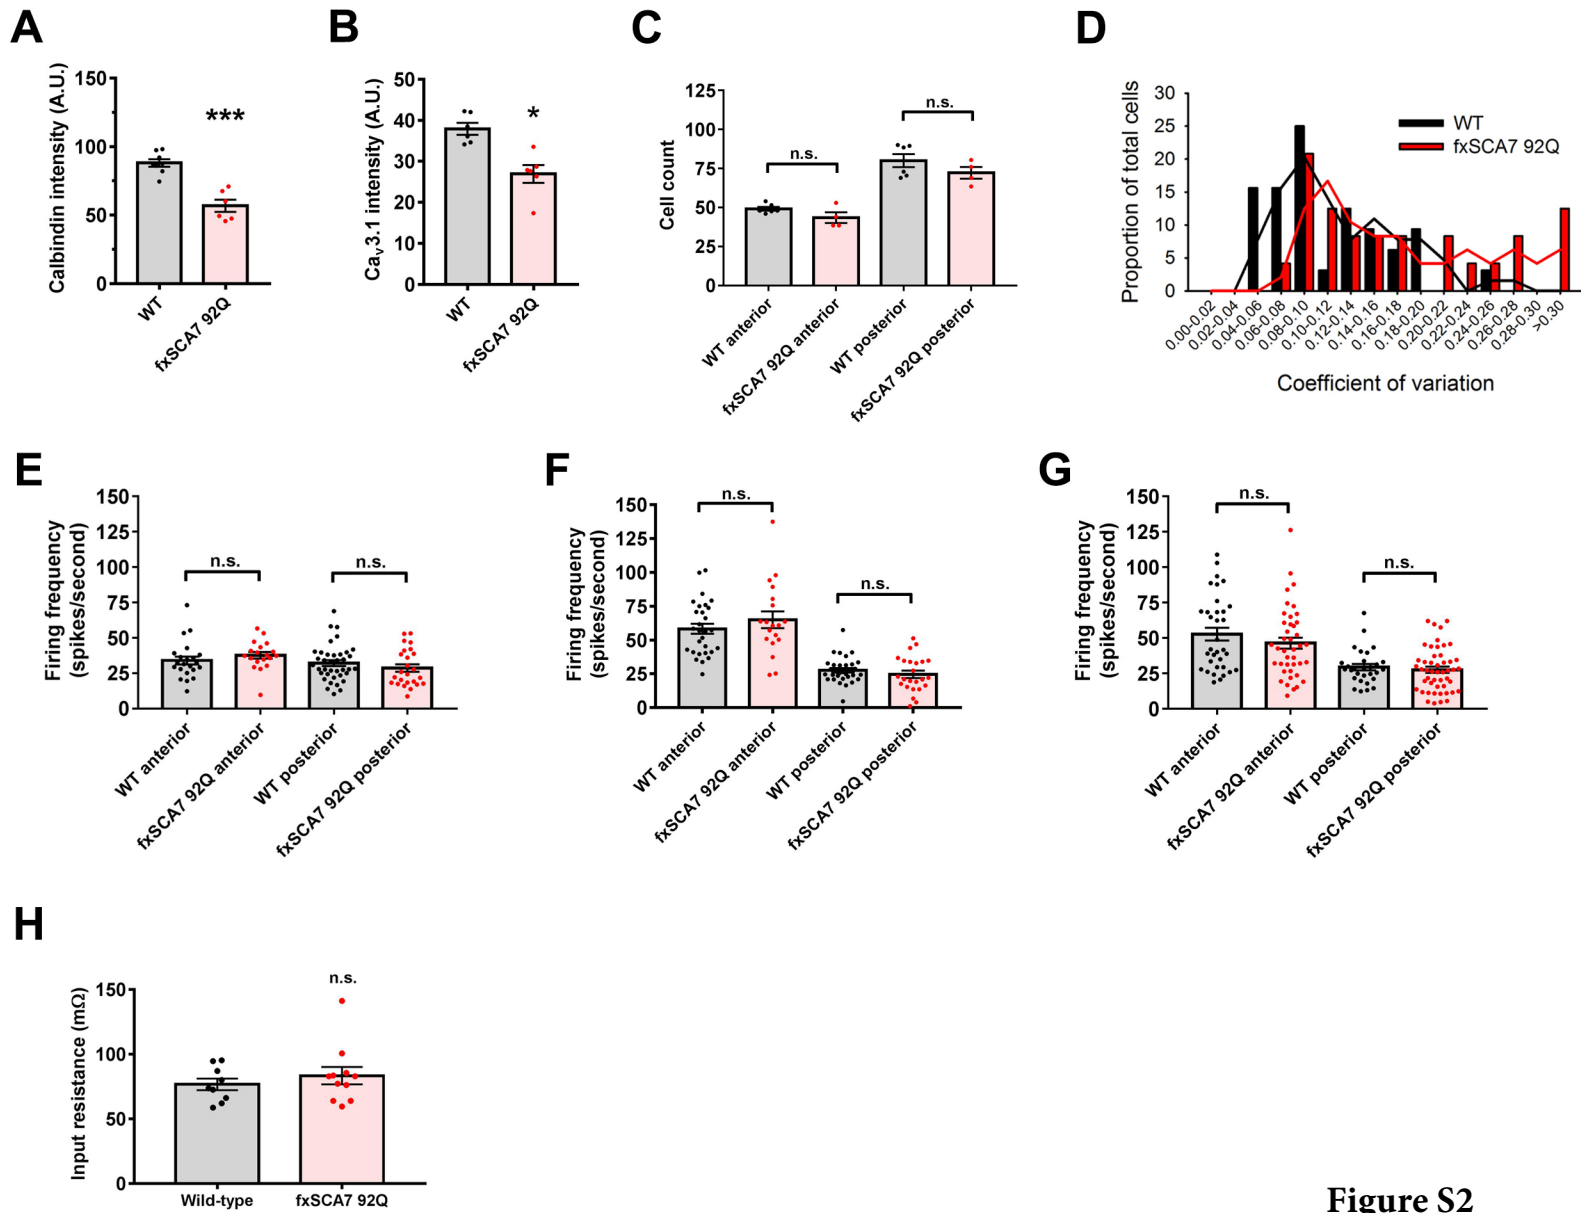 A
Calbindin intensity (A.U.)
150
100
50
0
***
WT
fxSCA7 92Q
B
Cav3.1 intensity (A.U.)
50
40
30
20
10
0
*
WT
fxSCA7 92Q
C
Cell count
125
100
75
50
25
0
n.s.
n.s.
WT anterior
fxSCA7 92Q anterior
WT posterior
fxSCA7 92Q posterior
D
Proportion of total cells
30
25
20
15
10
5
0
WT
fxSCA7 92Q
0.00-0.02
0.02-0.04
0.04-0.06
0.06-0.08
0.08-0.10
0.10-0.12
0.12-0.14
0.14-0.16
0.16-0.18
0.18-0.20
0.20-0.22
0.22-0.24
0.24-0.26
0.26-0.28
0.28-0.30
>0.30
Coefficient of variation
E
Firing frequency
(spikes/second)
150
125
100
75
50
25
0
n.s.
n.s.
WT anterior
fxSCA7 92Q anterior
WT posterior
fxSCA7 92Q posterior
F
Firing frequency
(spikes/second)
150
125
100
75
50
25
0
n.s.
n.s.
WT anterior
fxSCA7 92Q anterior
WT posterior
fxSCA7 92Q posterior
G
Firing frequency
(spikes/second)
150
125
100
75
50
25
0
n.s.
n.s.
WT anterior
fxSCA7 92Q anterior
WT posterior
fxSCA7 92Q posterior
H
Input resistance (mΩ)
150
100
50
0
n.s.
Wild-type
fxSCA7 92Q
Figure S2